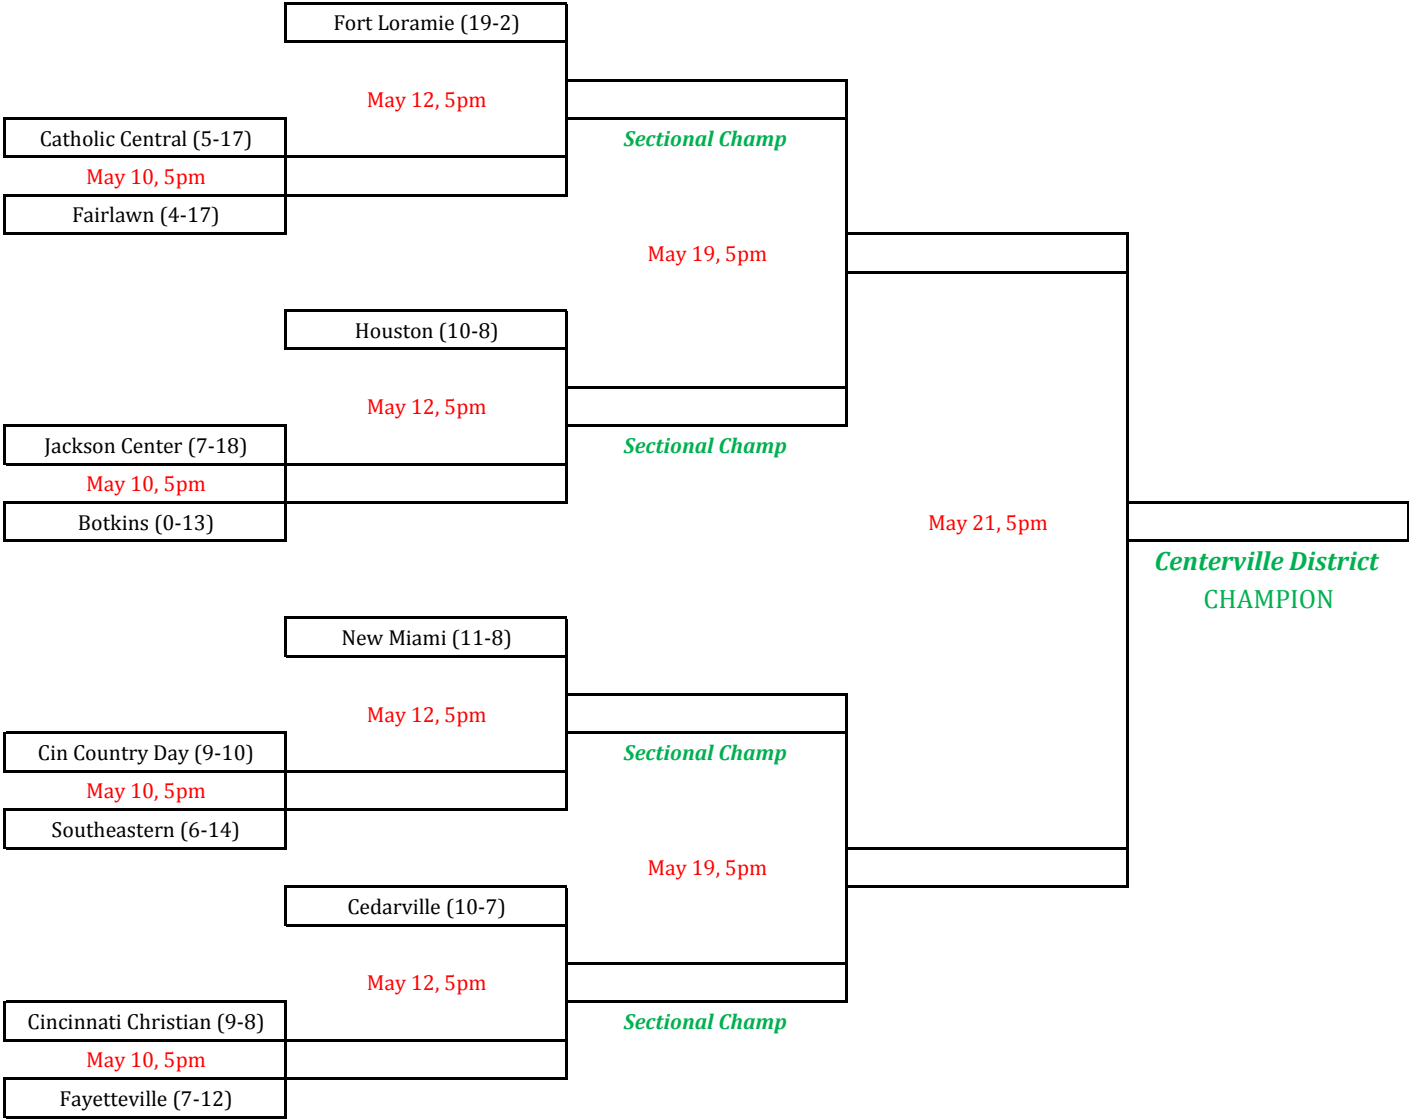 Fort Loramie (19-2)
May 12, 5pm
Catholic Central (5-17)
Sectional Champ
May 10, 5pm
Fairlawn (4-17)
May 19, 5pm
Houston (10-8)
May 12, 5pm
Jackson Center (7-18)
Sectional Champ
May 10, 5pm
Botkins (0-13)
May 21, 5pm
Centerville District
CHAMPION
New Miami (11-8)
May 12, 5pm
Cin Country Day (9-10)
Sectional Champ
May 10, 5pm
Southeastern (6-14)
May 19, 5pm
Cedarville (10-7)
May 12, 5pm
Cincinnati Christian (9-8)
Sectional Champ
May 10, 5pm
Fayetteville (7-12)